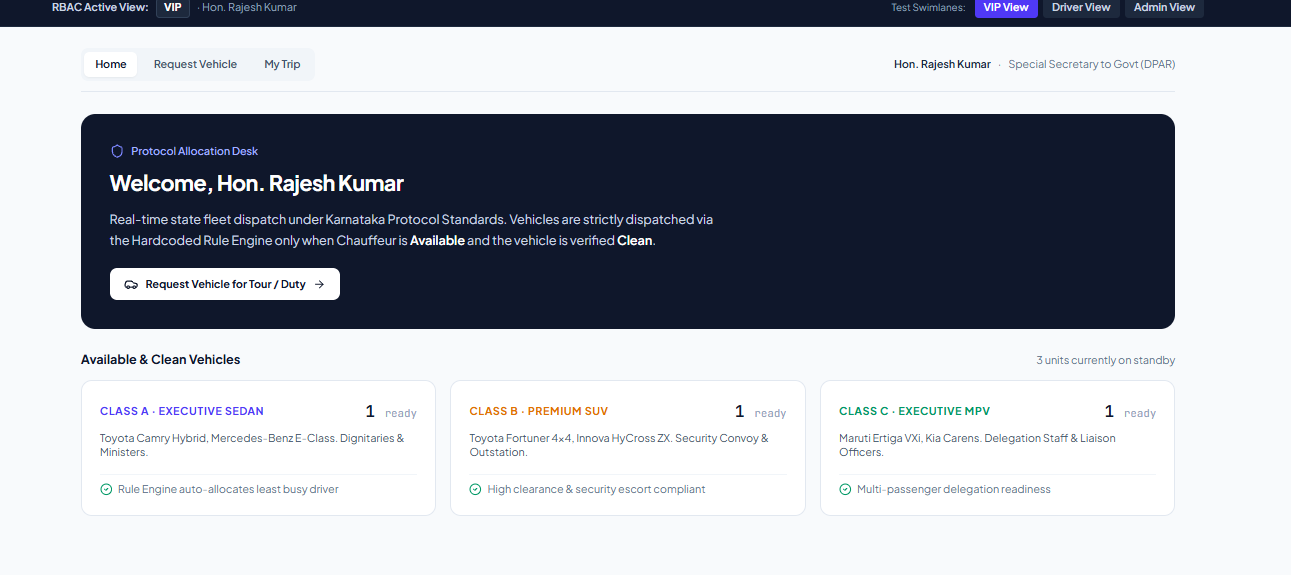 RBAC Active View: VIP · Hon. Rajesh Kumar Test Swimlanes: VIP View Driver View Admin View
Home Request Vehicle My Trip Hon. Rajesh Kumar · Special Secretary to Govt (DPAR)
Protocol Allocation Desk
Welcome, Hon. Rajesh Kumar
Real-time state fleet dispatch under Karnataka Protocol Standards. Vehicles are strictly dispatched via
the Hardcoded Rule Engine only when Chauffeur is Available and the vehicle is verified Clean.
Request Vehicle for Tour / Duty →
Available & Clean Vehicles 3 units currently on standby
CLASS A · EXECUTIVE SEDAN 1 ready
Toyota Camry Hybrid, Mercedes-Benz E-Class. Dignitaries &
Ministers.
Rule Engine auto-allocates least busy driver
CLASS B · PREMIUM SUV 1 ready
Toyota Fortuner 4x4, Innova HyCross ZX. Security Convoy &
Outstation.
High clearance & security escort compliant
CLASS C · EXECUTIVE MPV 1 ready
Maruti Ertiga VXi, Kia Carens. Delegation Staff & Liaison
Officers.
Multi-passenger delegation readiness